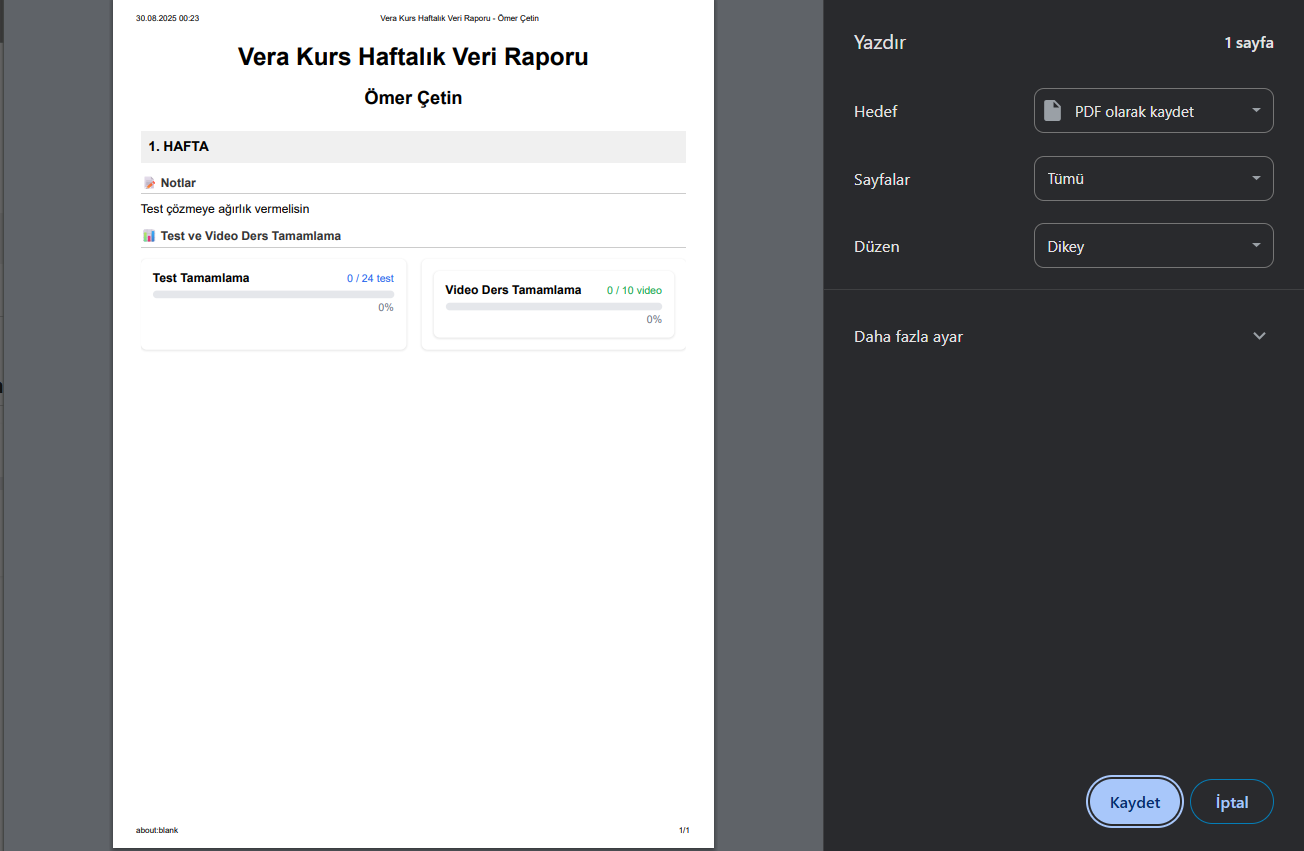 30.08.2025 00:23
Vera Kurs Haftalık Veri Raporu - Ömer Çetin
Vera Kurs Haftalık Veri Raporu
Ömer Çetin
1. HAFTA
Notlar
Test çözmeye ağırlık vermelisin
Test ve Video Ders Tamamlama
Test Tamamlama
0 / 24 test
0%
Video Ders Tamamlama
0 / 10 video
0%
about:blank
1/1
Yazdır
1 sayfa
Hedef
PDF olarak kaydet
Sayfalar
Tümü
Düzen
Dikey
Daha fazla ayar
Kaydet
İptal